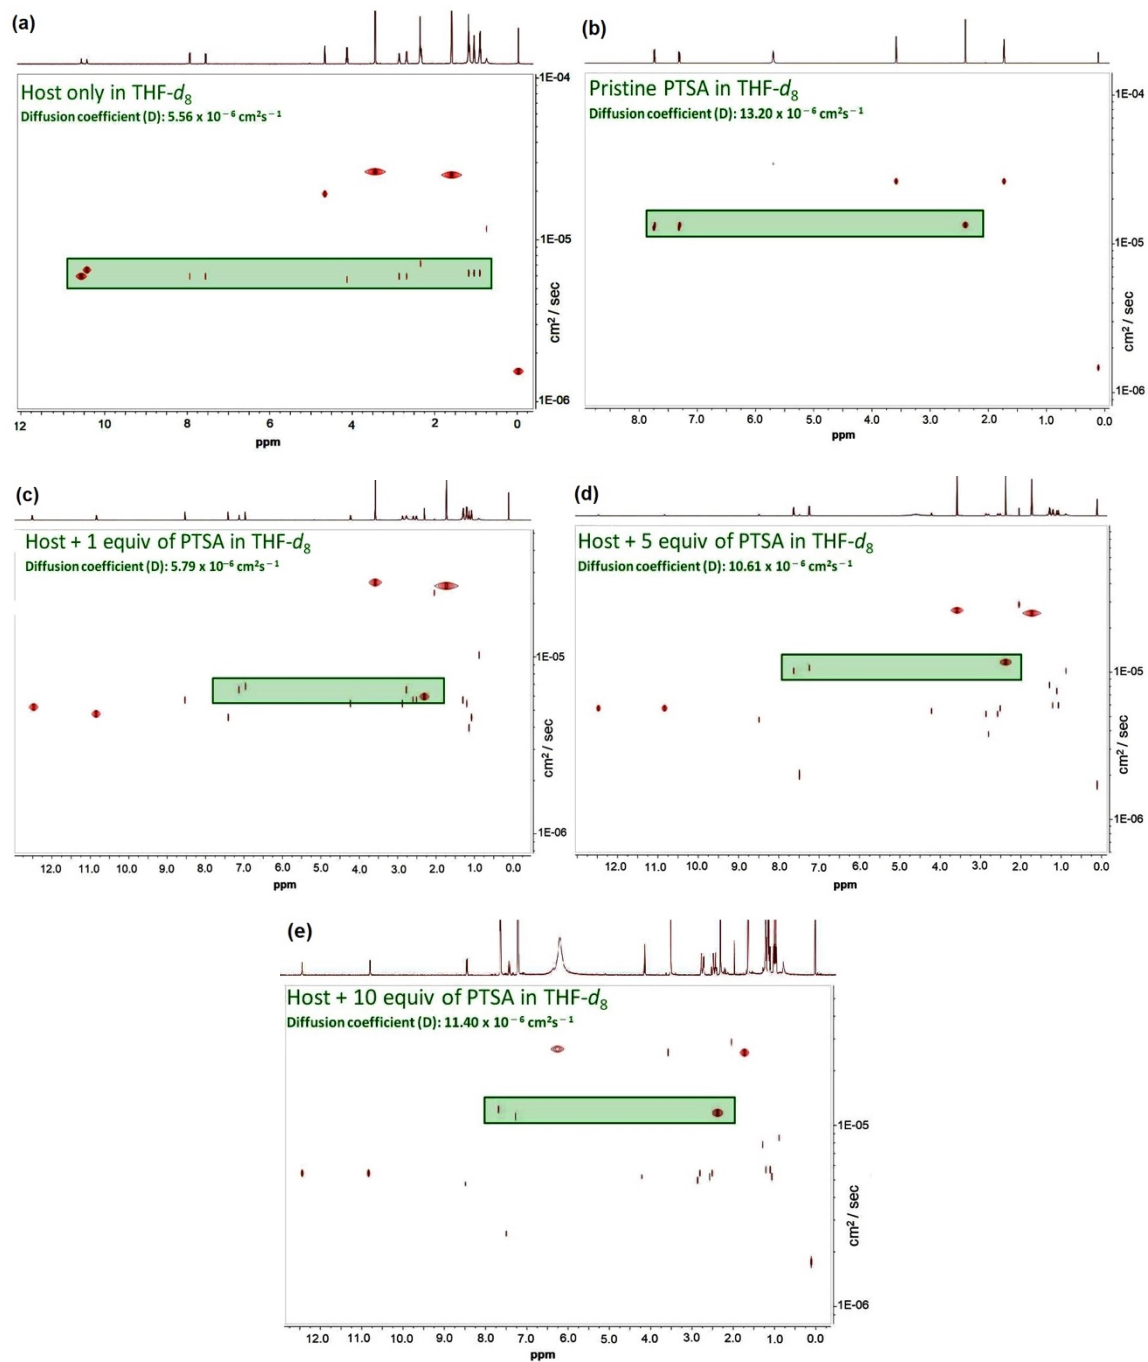 (a)
Host only in THF-d₈
Diffusion coefficient (D): 5.56 x 10⁻⁶ cm²s⁻¹
1E-04
1E-05
1E-06
cm² / sec
12 10 8 6 4 2 0
ppm
(b)
Pristine PTSA in THF-d₈
Diffusion coefficient (D): 13.20 x 10⁻⁶ cm²s⁻¹
1E-04
1E-05
1E-06
cm² / sec
8.0 7.0 6.0 5.0 4.0 3.0 2.0 1.0 0.0
ppm
(c)
Host + 1 equiv of PTSA in THF-d₈
Diffusion coefficient (D): 5.79 x 10⁻⁶ cm²s⁻¹
1E-05
1E-06
cm² / sec
12.0 11.0 10.0 9.0 8.0 7.0 6.0 5.0 4.0 3.0 2.0 1.0 0.0
ppm
(d)
Host + 5 equiv of PTSA in THF-d₈
Diffusion coefficient (D): 10.61 x 10⁻⁶ cm²s⁻¹
1E-05
1E-06
cm² / sec
12.0 11.0 10.0 9.0 8.0 7.0 6.0 5.0 4.0 3.0 2.0 1.0 0.0
ppm
(e)
Host + 10 equiv of PTSA in THF-d₈
Diffusion coefficient (D): 11.40 x 10⁻⁶ cm²s⁻¹
1E-05
1E-06
cm² / sec
12.0 11.0 10.0 9.0 8.0 7.0 6.0 5.0 4.0 3.0 2.0 1.0 0.0
ppm